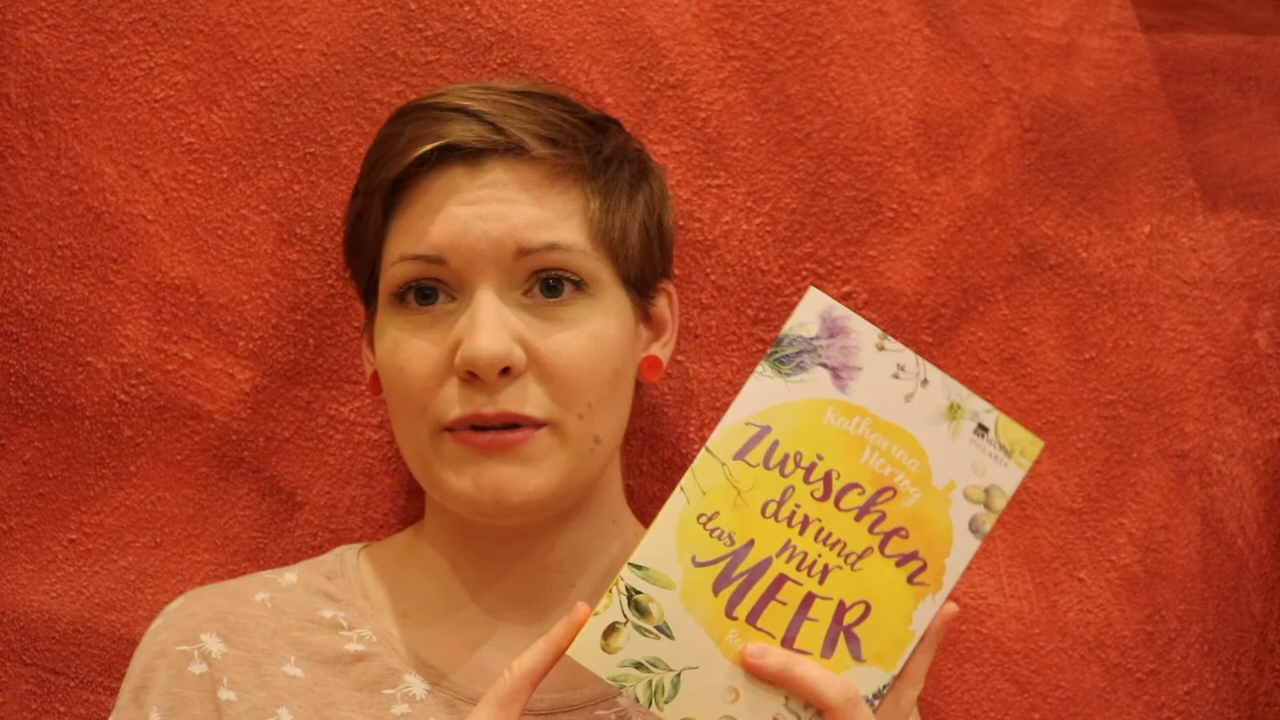 Katharina
Herzog
Zwischen
dir und
mir
das
MEER